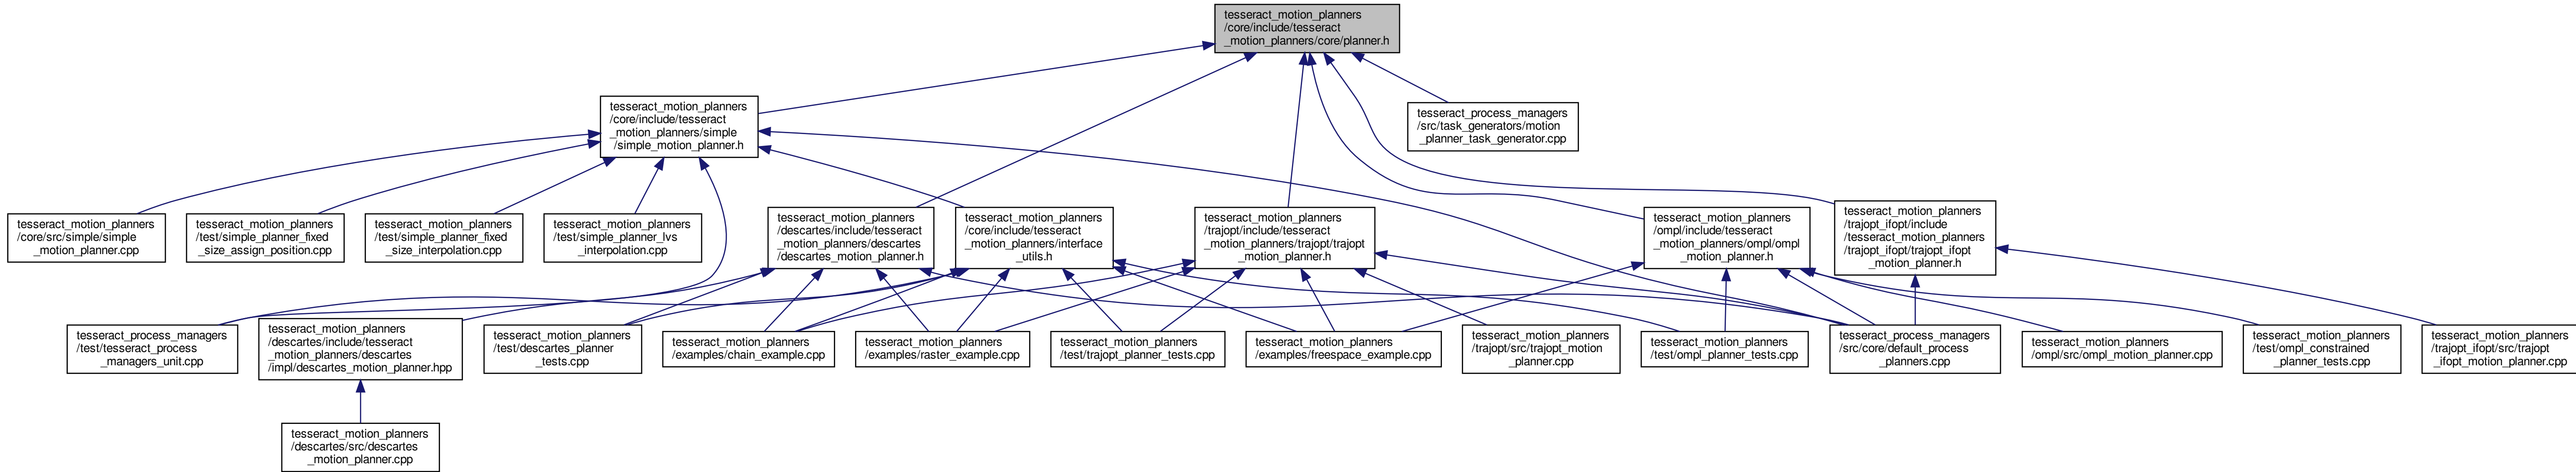 tesseract_motion_planners
/core/include/tesseract
_motion_planners/core/planner.h
tesseract_motion_planners
/core/include/tesseract
_motion_planners/simple
/simple_motion_planner.h
tesseract_process_managers
/src/task_generators/motion
_planner_task_generator.cpp
tesseract_motion_planners
/core/src/simple/simple
_motion_planner.cpp
tesseract_motion_planners
/test/simple_planner_fixed
_size_assign_position.cpp
tesseract_motion_planners
/test/simple_planner_fixed
_size_interpolation.cpp
tesseract_motion_planners
/test/simple_planner_lvs
_interpolation.cpp
tesseract_motion_planners
/descartes/include/tesseract
_motion_planners/descartes
/descartes_motion_planner.h
tesseract_motion_planners
/core/include/tesseract
_motion_planners/interface
_utils.h
tesseract_motion_planners
/trajopt/include/tesseract
_motion_planners/trajopt/trajopt
_motion_planner.h
tesseract_motion_planners
/ompl/include/tesseract
_motion_planners/ompl/ompl
_motion_planner.h
tesseract_motion_planners
/trajopt_ifopt/include
/tesseract_motion_planners
/trajopt_ifopt/trajopt_ifopt
_motion_planner.h
tesseract_process_managers
/test/tesseract_process
_managers_unit.cpp
tesseract_motion_planners
/descartes/include/tesseract
_motion_planners/descartes
/impl/descartes_motion_planner.hpp
tesseract_motion_planners
/test/descartes_planner
_tests.cpp
tesseract_motion_planners
/examples/chain_example.cpp
tesseract_motion_planners
/examples/raster_example.cpp
tesseract_motion_planners
/test/trajopt_planner_tests.cpp
tesseract_motion_planners
/examples/freespace_example.cpp
tesseract_motion_planners
/trajopt/src/trajopt_motion
_planner.cpp
tesseract_motion_planners
/test/ompl_planner_tests.cpp
tesseract_process_managers
/src/core/default_process
_planners.cpp
tesseract_motion_planners
/ompl/src/ompl_motion_planner.cpp
tesseract_motion_planners
/test/ompl_constrained
_planner_tests.cpp
tesseract_motion_planners
/trajopt_ifopt/src/trajopt
_ifopt_motion_planner.cpp
tesseract_motion_planners
/descartes/src/descartes
_motion_planner.cpp